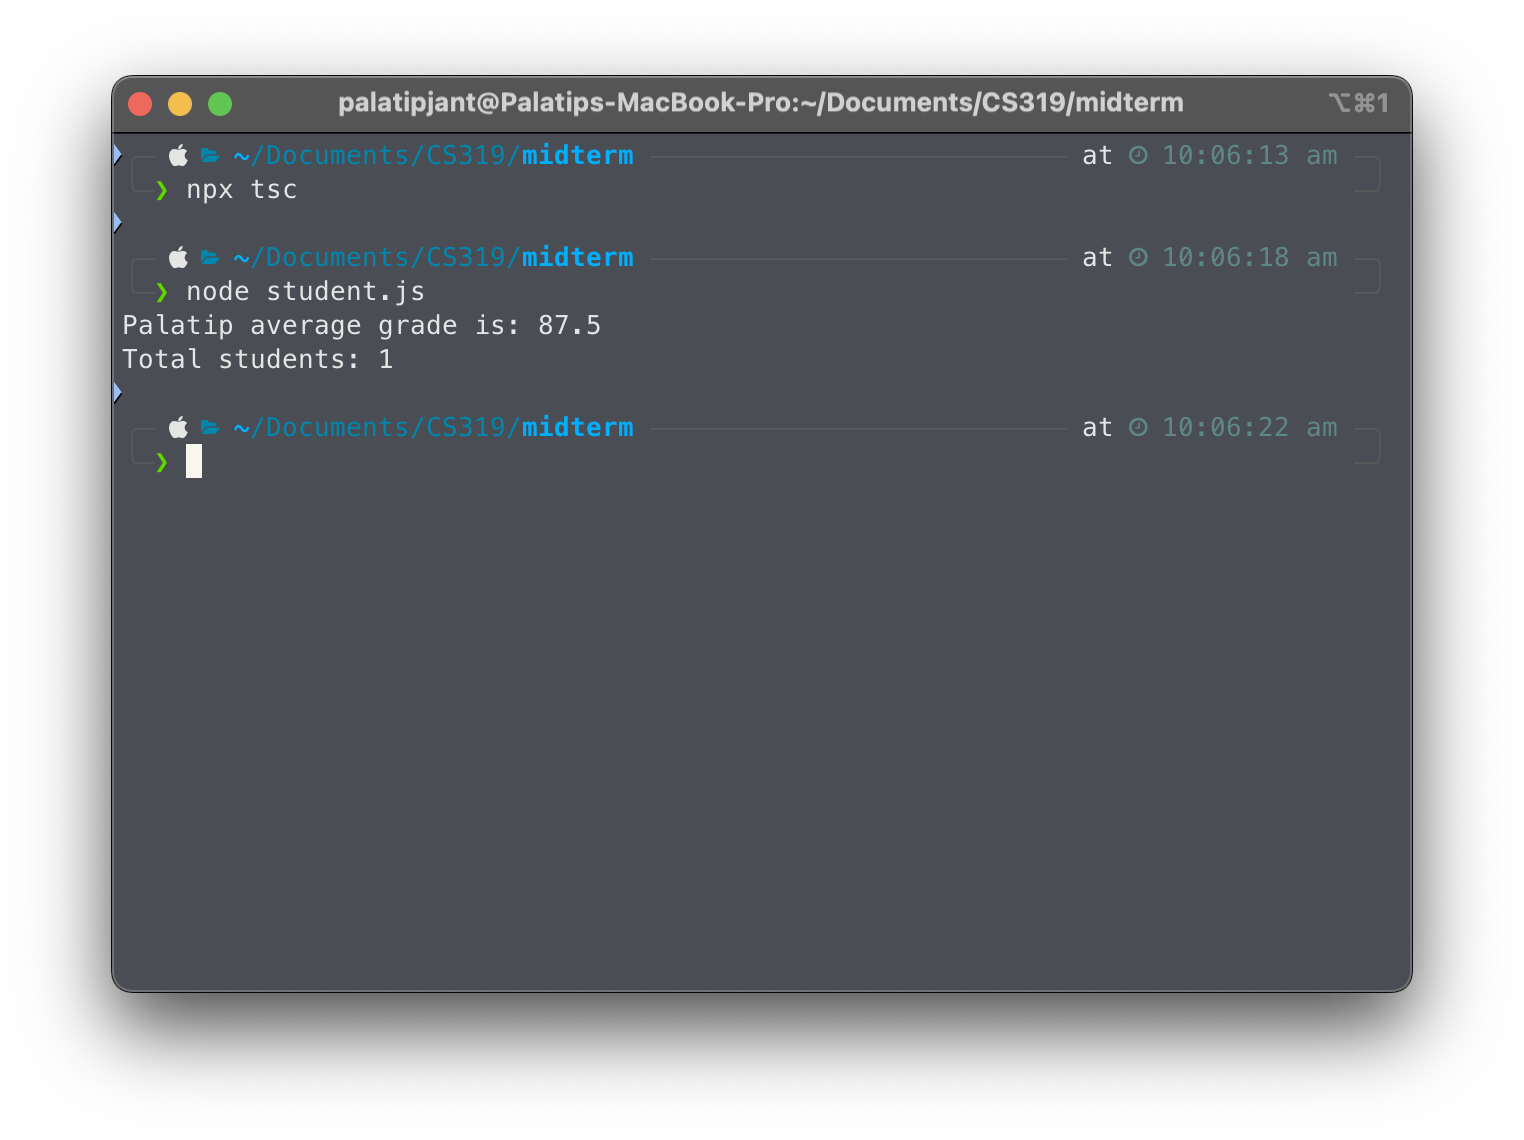 palatipjant@Palatips-MacBook-Pro:~/Documents/CS319/midterm ⌥⌘1
~/Documents/CS319/midterm at 10:06:13 am
❯ npx tsc
~/Documents/CS319/midterm at 10:06:18 am
❯ node student.js
Palatip average grade is: 87.5
Total students: 1
~/Documents/CS319/midterm at 10:06:22 am
❯